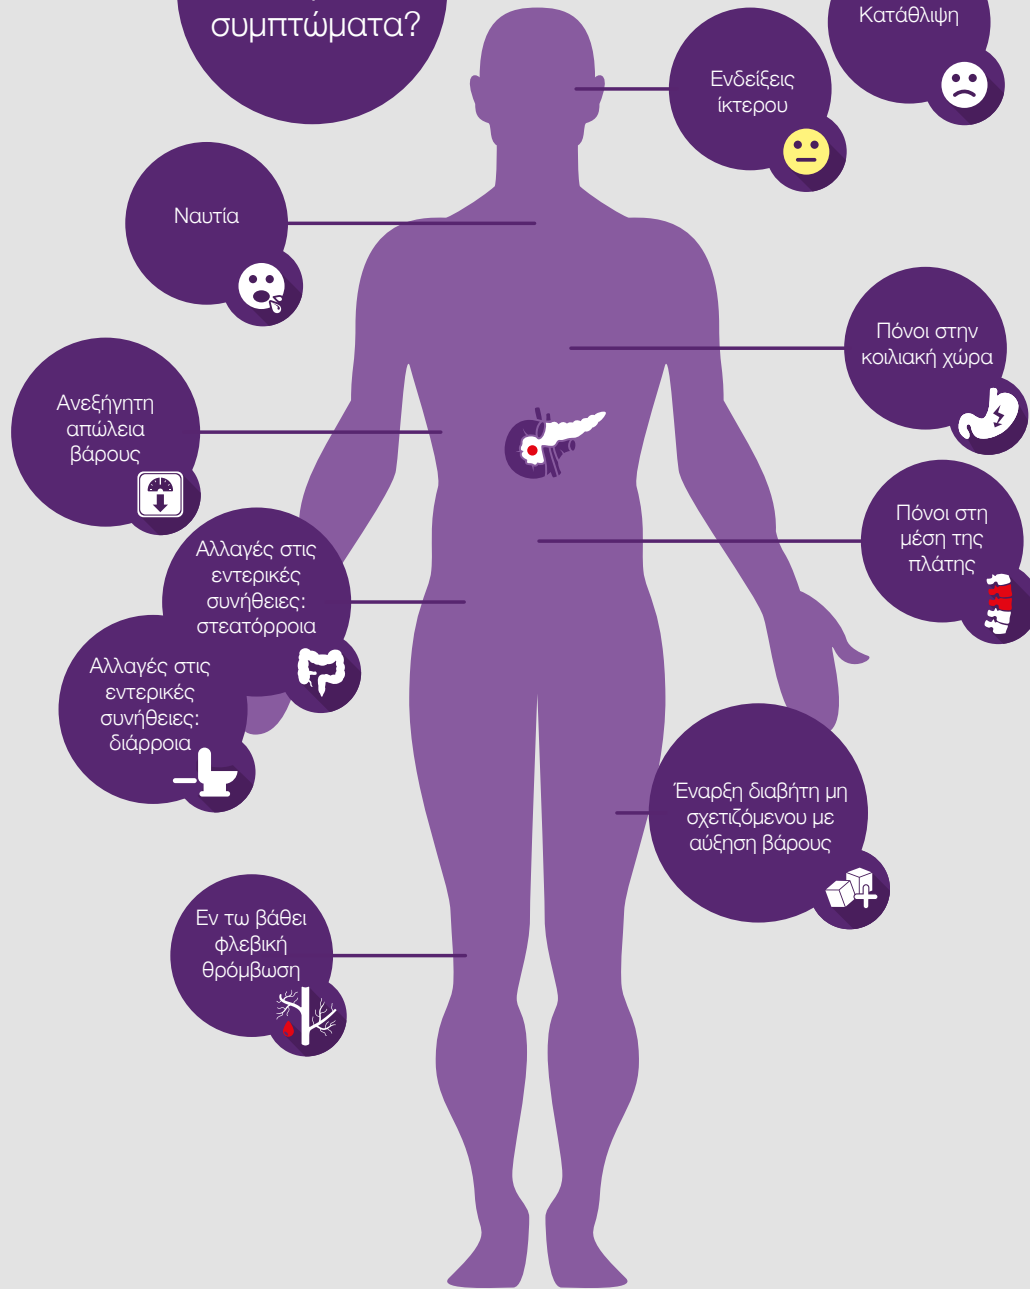 συμπτώματα?
Κατάθλιψη
Ενδείξεις
ίκτερου
Ναυτία
Πόνοι στην
κοιλιακή χώρα
Ανεξήγητη
απώλεια
βάρους
Πόνοι στη
μέση της
πλάτης
Αλλαγές στις
εντερικές
συνήθειες:
στεατόρροια
Αλλαγές στις
εντερικές
συνήθειες:
διάρροια
Έναρξη διαβήτη μη
σχετιζόμενου με
αύξηση βάρους
Εν τω βάθει
φλεβική
θρόμβωση